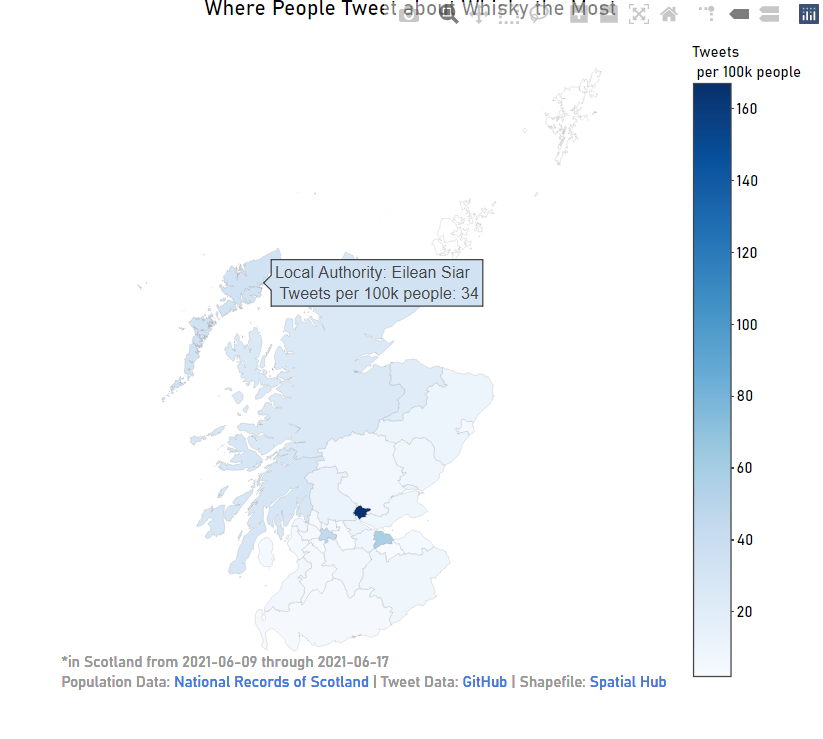 Where People Tweet about Whisky the Most
Tweets
per 100k people
160
140
120
100
80
60
40
20
Local Authority: Eilean Siar
Tweets per 100k people: 34
*in Scotland from 2021-06-09 through 2021-06-17
Population Data: National Records of Scotland | Tweet Data: GitHub | Shapefile: Spatial Hub